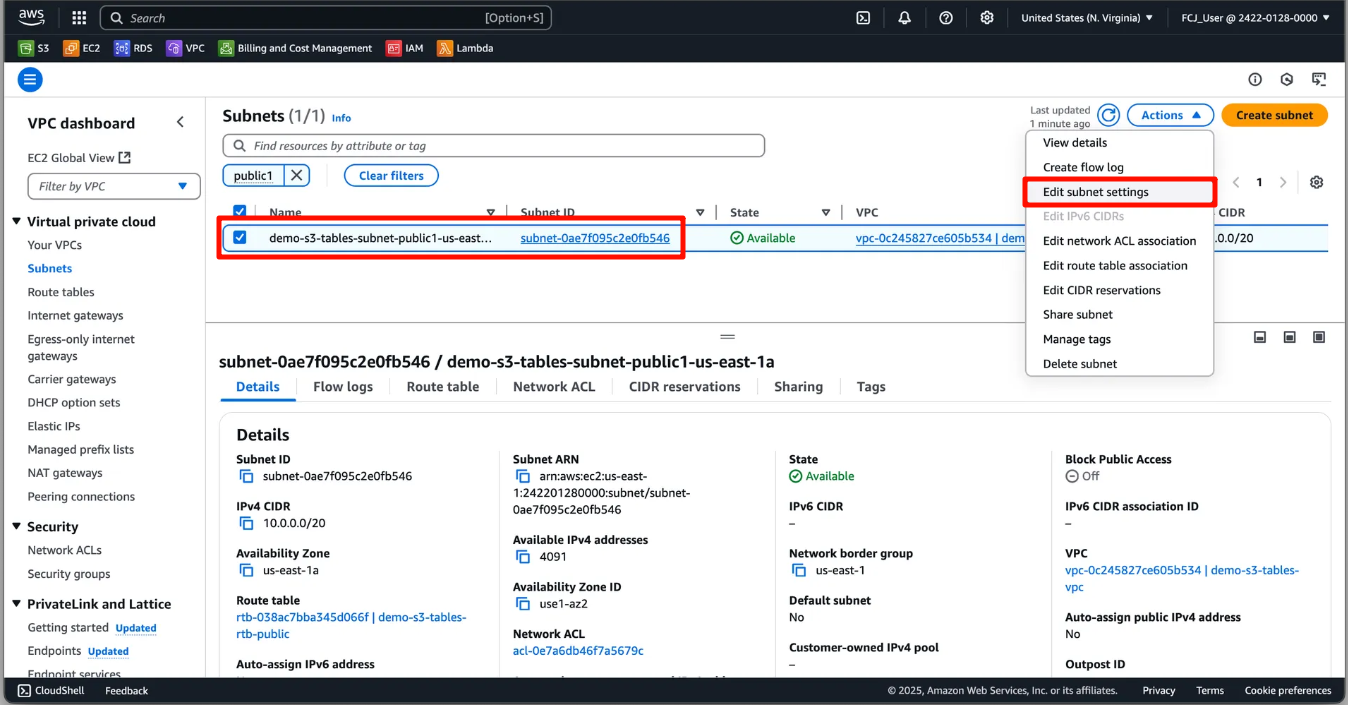 aws
Search
[Option+S]
United States (N. Virginia)
FCJ_User @ 2422-0128-0000
S3
EC2
RDS
VPC
Billing and Cost Management
IAM
Lambda
VPC dashboard
EC2 Global View
Filter by VPC
Virtual private cloud
Your VPCs
Subnets
Route tables
Internet gateways
Egress-only internet
gateways
Carrier gateways
DHCP option sets
Elastic IPs
Managed prefix lists
NAT gateways
Peering connections
Security
Network ACLs
Security groups
PrivateLink and Lattice
Getting started Updated
Endpoints Updated
Endpoint services
Subnets (1/1) Info
Last updated
1 minute ago
Actions
Create subnet
Find resources by attribute or tag
public1
Clear filters
1
Name
Subnet ID
State
VPC
CIDR
demo-s3-tables-subnet-public1-us-east...
subnet-0ae7f095c2e0fb546
Available
vpc-0c245827ce605b534 | dem
.0.0/20
View details
Create flow log
Edit subnet settings
Edit IPv6 CIDRs
Edit network ACL association
Edit route table association
Edit CIDR reservations
Share subnet
Manage tags
Delete subnet
subnet-0ae7f095c2e0fb546 / demo-s3-tables-subnet-public1-us-east-1a
Details
Flow logs
Route table
Network ACL
CIDR reservations
Sharing
Tags
Details
Subnet ID
subnet-0ae7f095c2e0fb546
IPv4 CIDR
10.0.0.0/20
Availability Zone
us-east-1a
Route table
rtb-038ac7bba345d066f | demo-s3-tables-
rtb-public
Auto-assign IPv6 address
Subnet ARN
arn:aws:ec2:us-east-
1:242201280000:subnet/subnet-
0ae7f095c2e0fb546
Available IPv4 addresses
4091
Availability Zone ID
use1-az2
Network ACL
acl-0e7a6db46f7a5679c
State
Available
IPv6 CIDR
–
Network border group
us-east-1
Default subnet
No
Customer-owned IPv4 pool
–
Block Public Access
Off
IPv6 CIDR association ID
–
VPC
vpc-0c245827ce605b534 | demo-s3-tables-
vpc
Auto-assign public IPv4 address
No
Outpost ID
CloudShell
Feedback
© 2025, Amazon Web Services, Inc. or its affiliates.
Privacy
Terms
Cookie preferences